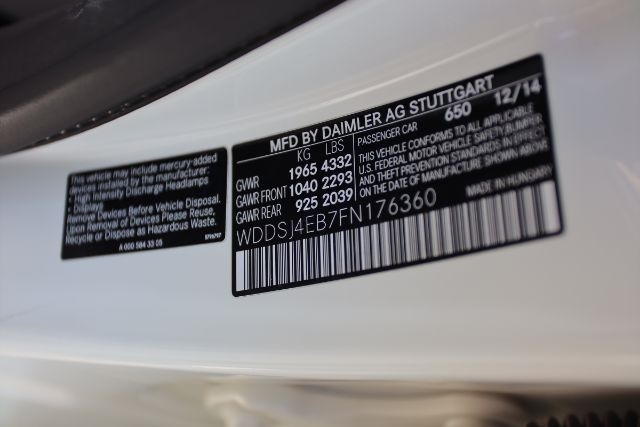 This vehicle may include mercury-added
devices installed by the manufacturer:
• High Intensity Discharge Headlamps
• Displays
Remove Devices Before Vehicle Disposal.
Upon Removal of Devices Please Reuse,
Recycle or Dispose as Hazardous Waste.
A 000 584 33 05
MFD BY DAIMLER AG STUTTGART
KG LBS
GVWR 1965 4332
GAWR FRONT 1040 2293
GAWR REAR 925 2039
PASSENGER CAR 650 12/14
THIS VEHICLE CONFORMS TO ALL APPLICABLE
U.S. FEDERAL MOTOR VEHICLE SAFETY, BUMPER
AND THEFT PREVENTION STANDARDS IN EFFECT
ON THE DATE OF MANUFACTURE SHOWN ABOVE
WDDSJ4EB7FN176360
MADE IN HUNGARY